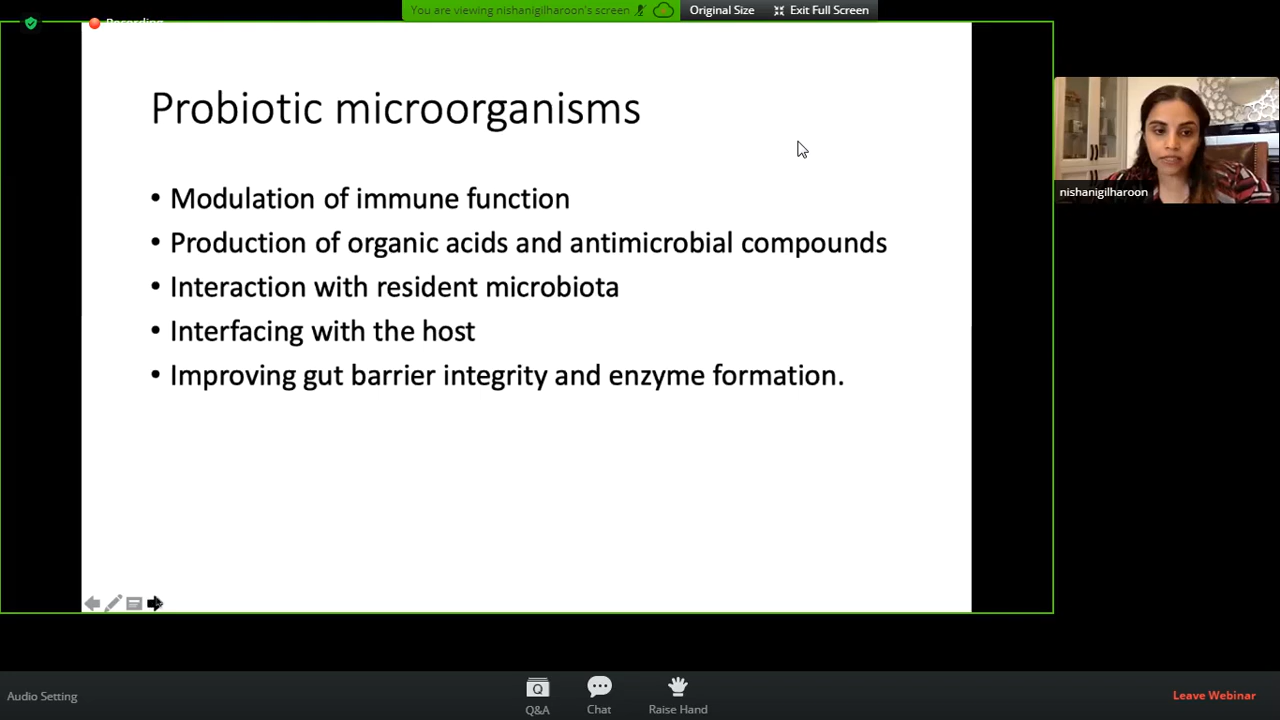 You are viewing nishanigilharoon's screen
Original Size
Exit Full Screen
Recording
Probiotic microorganisms
• Modulation of immune function
• Production of organic acids and antimicrobial compounds
• Interaction with resident microbiota
• Interfacing with the host
• Improving gut barrier integrity and enzyme formation.
nishanigilharoon
Audio Setting
Q
Q&A
Chat
Raise Hand
Leave Webinar